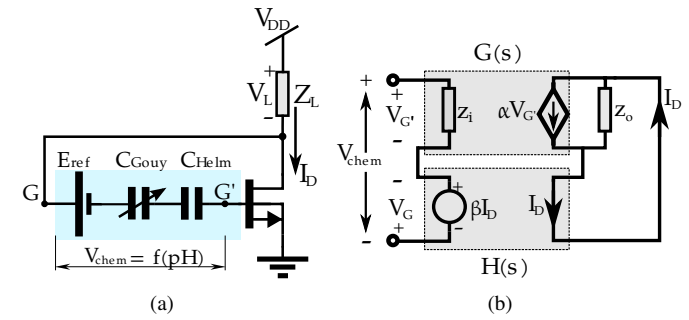 V_DD
+
V_L
-
Z_L
I_D
E_ref
C_Gouy
C_Helm
G
G'
V_chem = f(pH)
(a)
G(s)
+
+
V_G'
-
z_i
αV_G'
z_o
I_D
V_chem
-
V_G
+
-
+
βI_D
-
I_D
H(s)
(b)